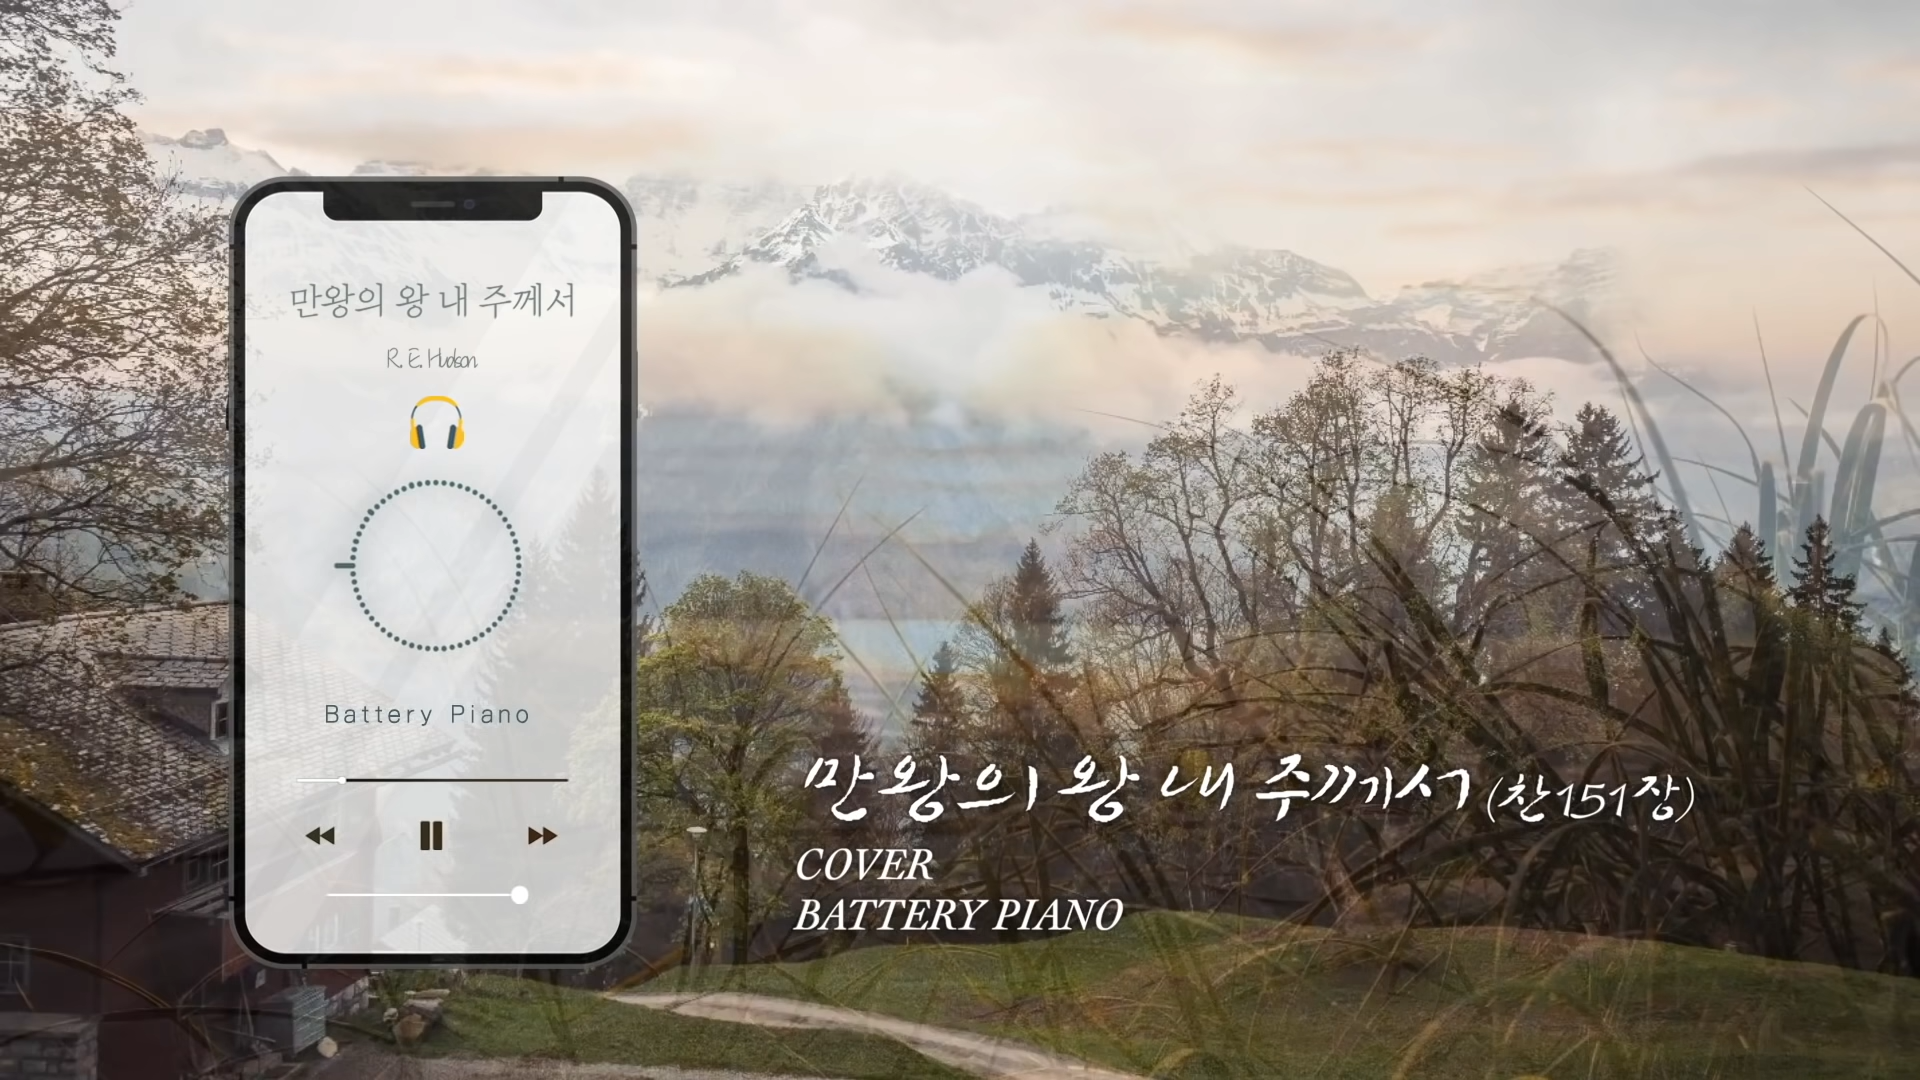 만왕의 왕 내 주께서
R. E. Hudson
Battery Piano
만왕의 왕 내 주께서 (찬151장)
COVER
BATTERY PIANO